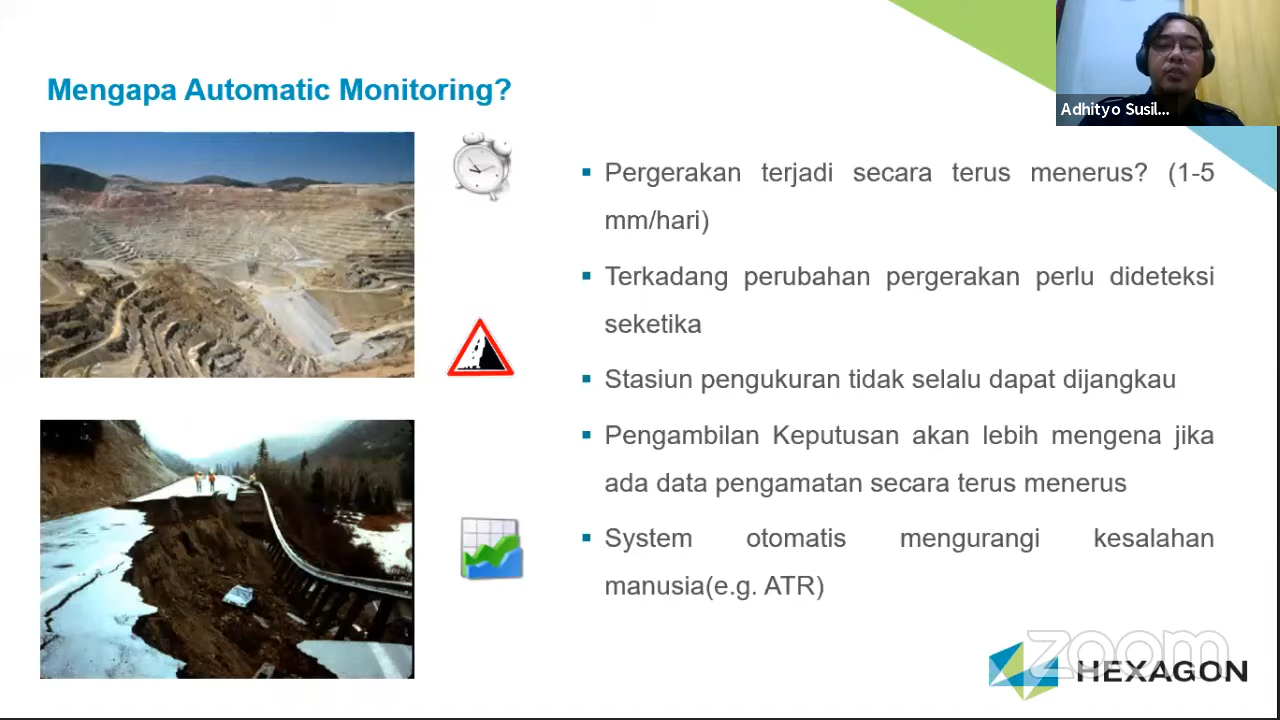 Mengapa Automatic Monitoring?
Adhityo Susil...
Pergerakan terjadi secara terus menerus? (1-5
mm/hari)
Terkadang perubahan pergerakan perlu dideteksi
seketika
Stasiun pengukuran tidak selalu dapat dijangkau
Pengambilan Keputusan akan lebih mengena jika
ada data pengamatan secara terus menerus
System otomatis mengurangi kesalahan
manusia(e.g. ATR)
zoom
HEXAGON